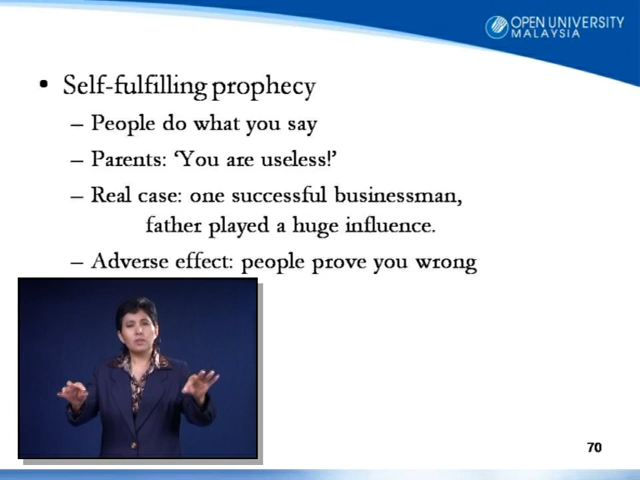 OPEN UNIVERSITY
MALAYSIA
• Self-fulfilling prophecy
– People do what you say
– Parents: ‘You are useless!’
– Real case: one successful businessman,
father played a huge influence.
– Adverse effect: people prove you wrong
70